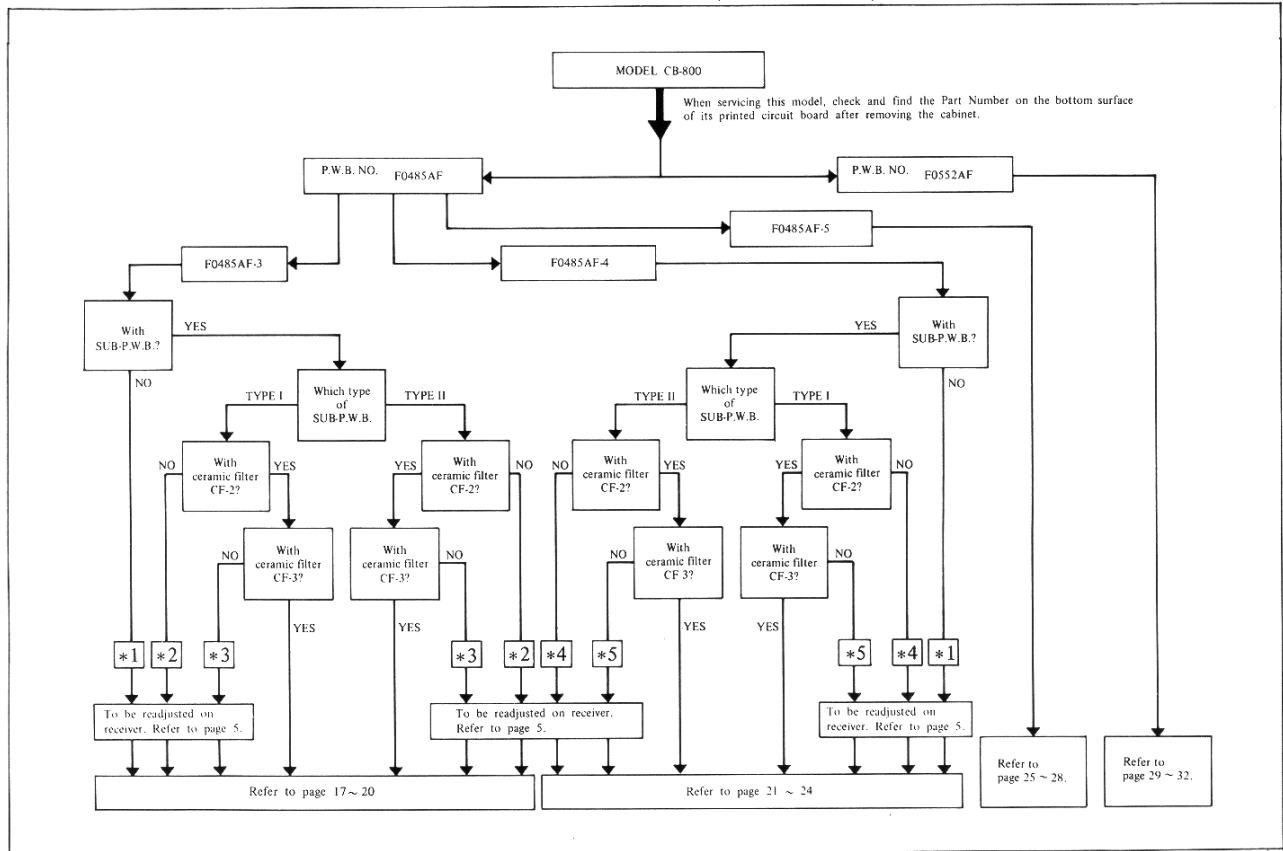 MODEL CB-800
When servicing this model, check and find the Part Number on the bottom surface
of its printed circuit board after removing the cabinet.
P.W.B. NO. F0485AF
P.W.B. NO. F0552AF
F0485AF-5
F0485AF-3
F0485AF-4
With
SUB-P.W.B.?
YES
NO
YES
With
SUB-P.W.B.?
NO
TYPE I
Which type
of
SUB-P.W.B.
TYPE II
TYPE II
Which type
of
SUB-P.W.B.
TYPE I
NO
With
ceramic filter
CF-2?
YES
YES
With
ceramic filter
CF-2?
NO
NO
With
ceramic filter
CF-2?
YES
YES
With
ceramic filter
CF-2?
NO
NO
With
ceramic filter
CF-3?
YES
With
ceramic filter
CF-3?
NO
YES
NO
With
ceramic filter
CF 3?
YES
With
ceramic filter
CF-3?
NO
YES
*1
*2
*3
*3
*2
*4
*5
*5
*4
*1
To be readjusted on
receiver. Refer to page 5.
To be readjusted on receiver.
Refer to page 5.
To be readjusted on
receiver. Refer to page 5.
Refer to page 17 ~ 20
Refer to page 21 ~ 24
Refer to
page 25 ~ 28.
Refer to
page 29 ~ 32.